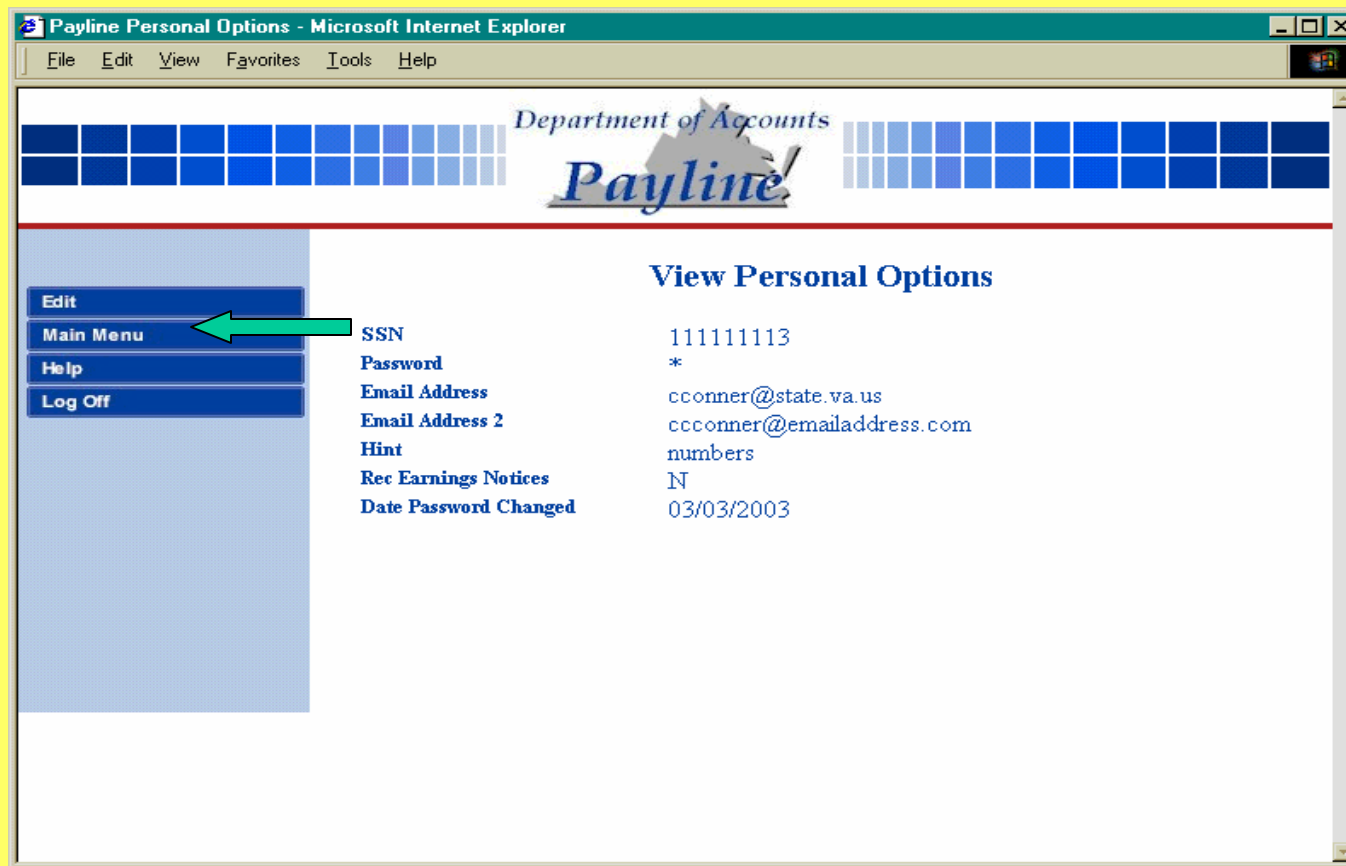 Payline Personal Options - Microsoft Internet Explorer
File Edit View Favorites Tools Help
Department of Accounts
Payline
Edit
Main Menu
Help
Log Off
View Personal Options
SSN 111111113
Password *
Email Address cconner@state.va.us
Email Address 2 ccconner@emailaddress.com
Hint numbers
Rec Earnings Notices N
Date Password Changed 03/03/2003